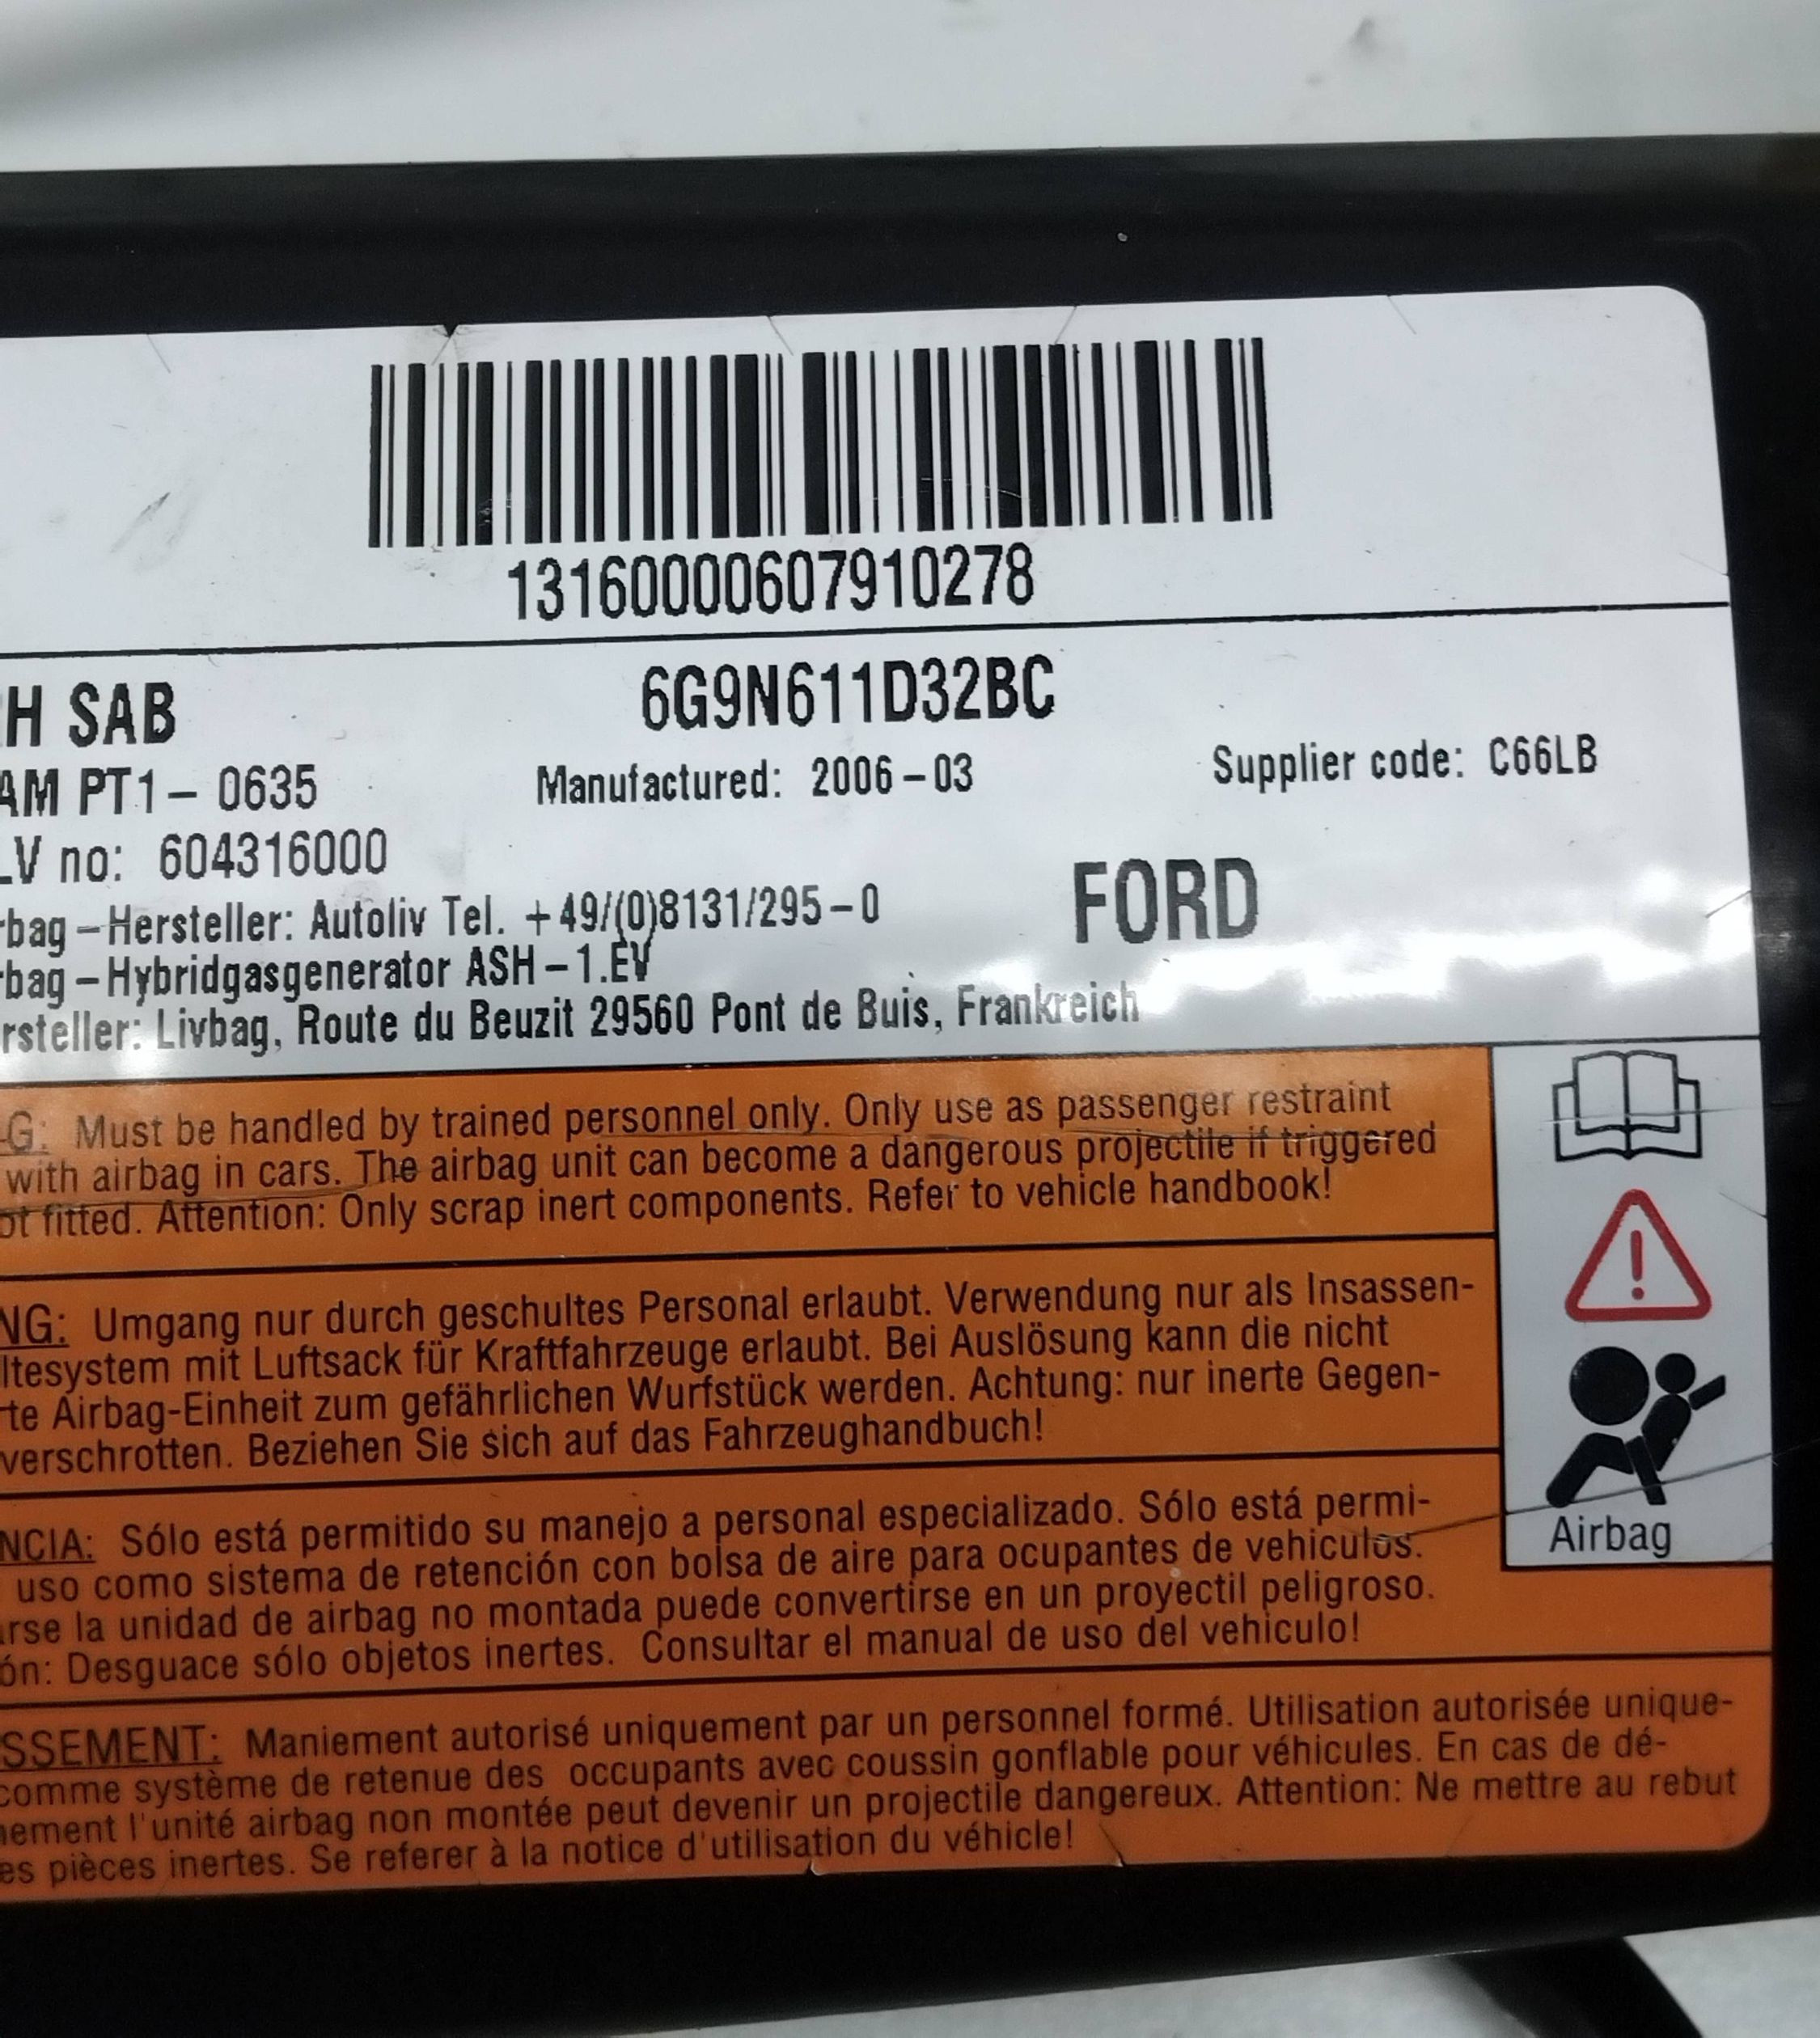 13160000607910278
H SAB 6G9N611D32BC
AM PT1- 0635 Manufactured: 2006-03 Supplier code: C66LB
LV no: 604316000
rbag-Hersteller: Autoliv Tel. +49/(0)8131/295-0 FORD
rbag-Hybridgasgenerator ASH-1.EV
rsteller: Livbag, Route du Beuzit 29560 Pont de Buis, Frankreich
G: Must be handled by trained personnel only. Only use as passenger restraint
with airbag in cars. The airbag unit can become a dangerous projectile if triggered
ot fitted. Attention: Only scrap inert components. Refer to vehicle handbook!
NG: Umgang nur durch geschultes Personal erlaubt. Verwendung nur als Insassen-
ltesystem mit Luftsack für Kraftfahrzeuge erlaubt. Bei Auslösung kann die nicht
rte Airbag-Einheit zum gefährlichen Wurfstück werden. Achtung: nur inerte Gegen-
verschrotten. Beziehen Sie sich auf das Fahrzeughandbuch!
NCIA: Sólo está permitido su manejo a personal especializado. Sólo está permi-
uso como sistema de retención con bolsa de aire para ocupantes de vehiculos.
arse la unidad de airbag no montada puede convertirse en un proyectil peligroso.
ón: Desguace sólo objetos inertes. Consultar el manual de uso del vehiculo!
Airbag
SSEMENT: Maniement autorisé uniquement par un personnel formé. Utilisation autorisée unique-
comme système de retenue des occupants avec coussin gonflable pour véhicules. En cas de dé-
nement l'unité airbag non montée peut devenir un projectile dangereux. Attention: Ne mettre au rebut
es pièces inertes. Se referer à la notice d'utilisation du véhicle!